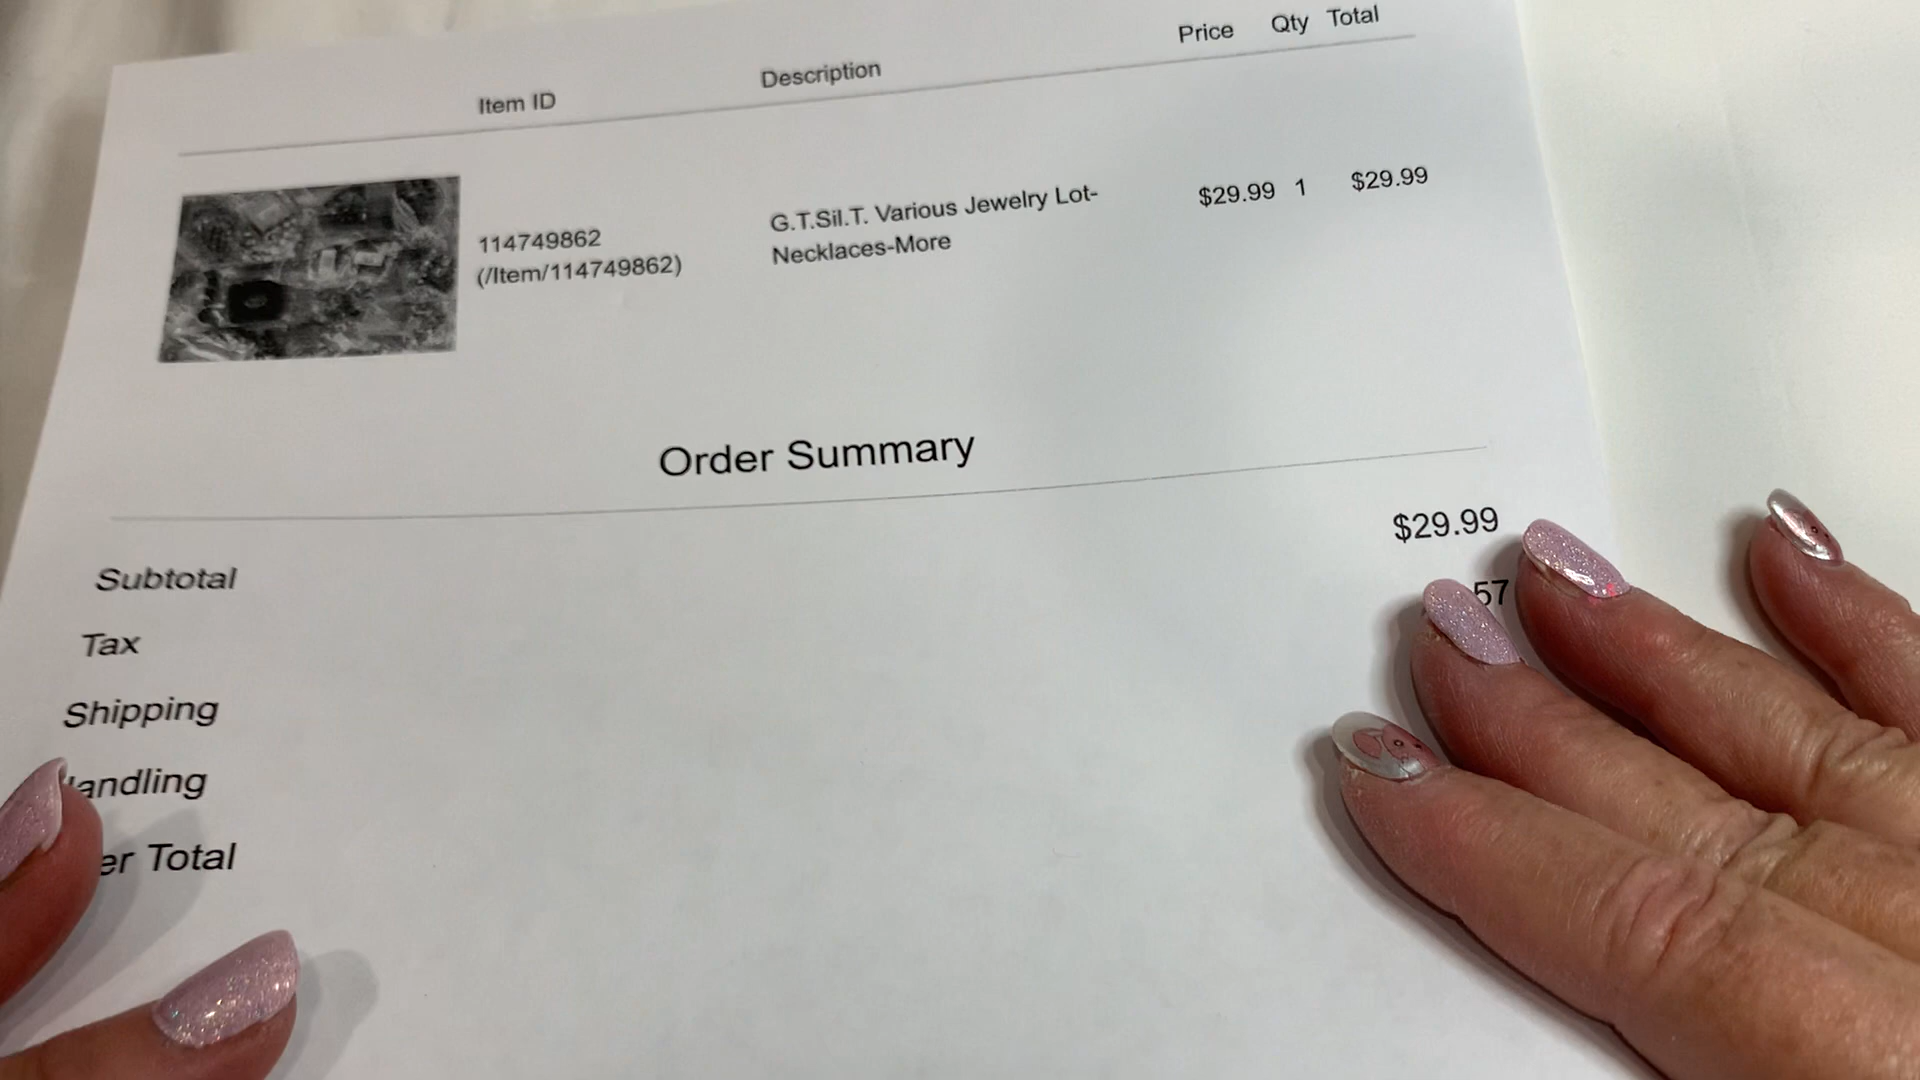 Item ID Description Price Qty Total
114749862 G.T.Sil.T. Various Jewelry Lot- $29.99 1 $29.99
(/Item/114749862) Necklaces-More
Order Summary
Subtotal $29.99
Tax 57
Shipping
andling
er Total